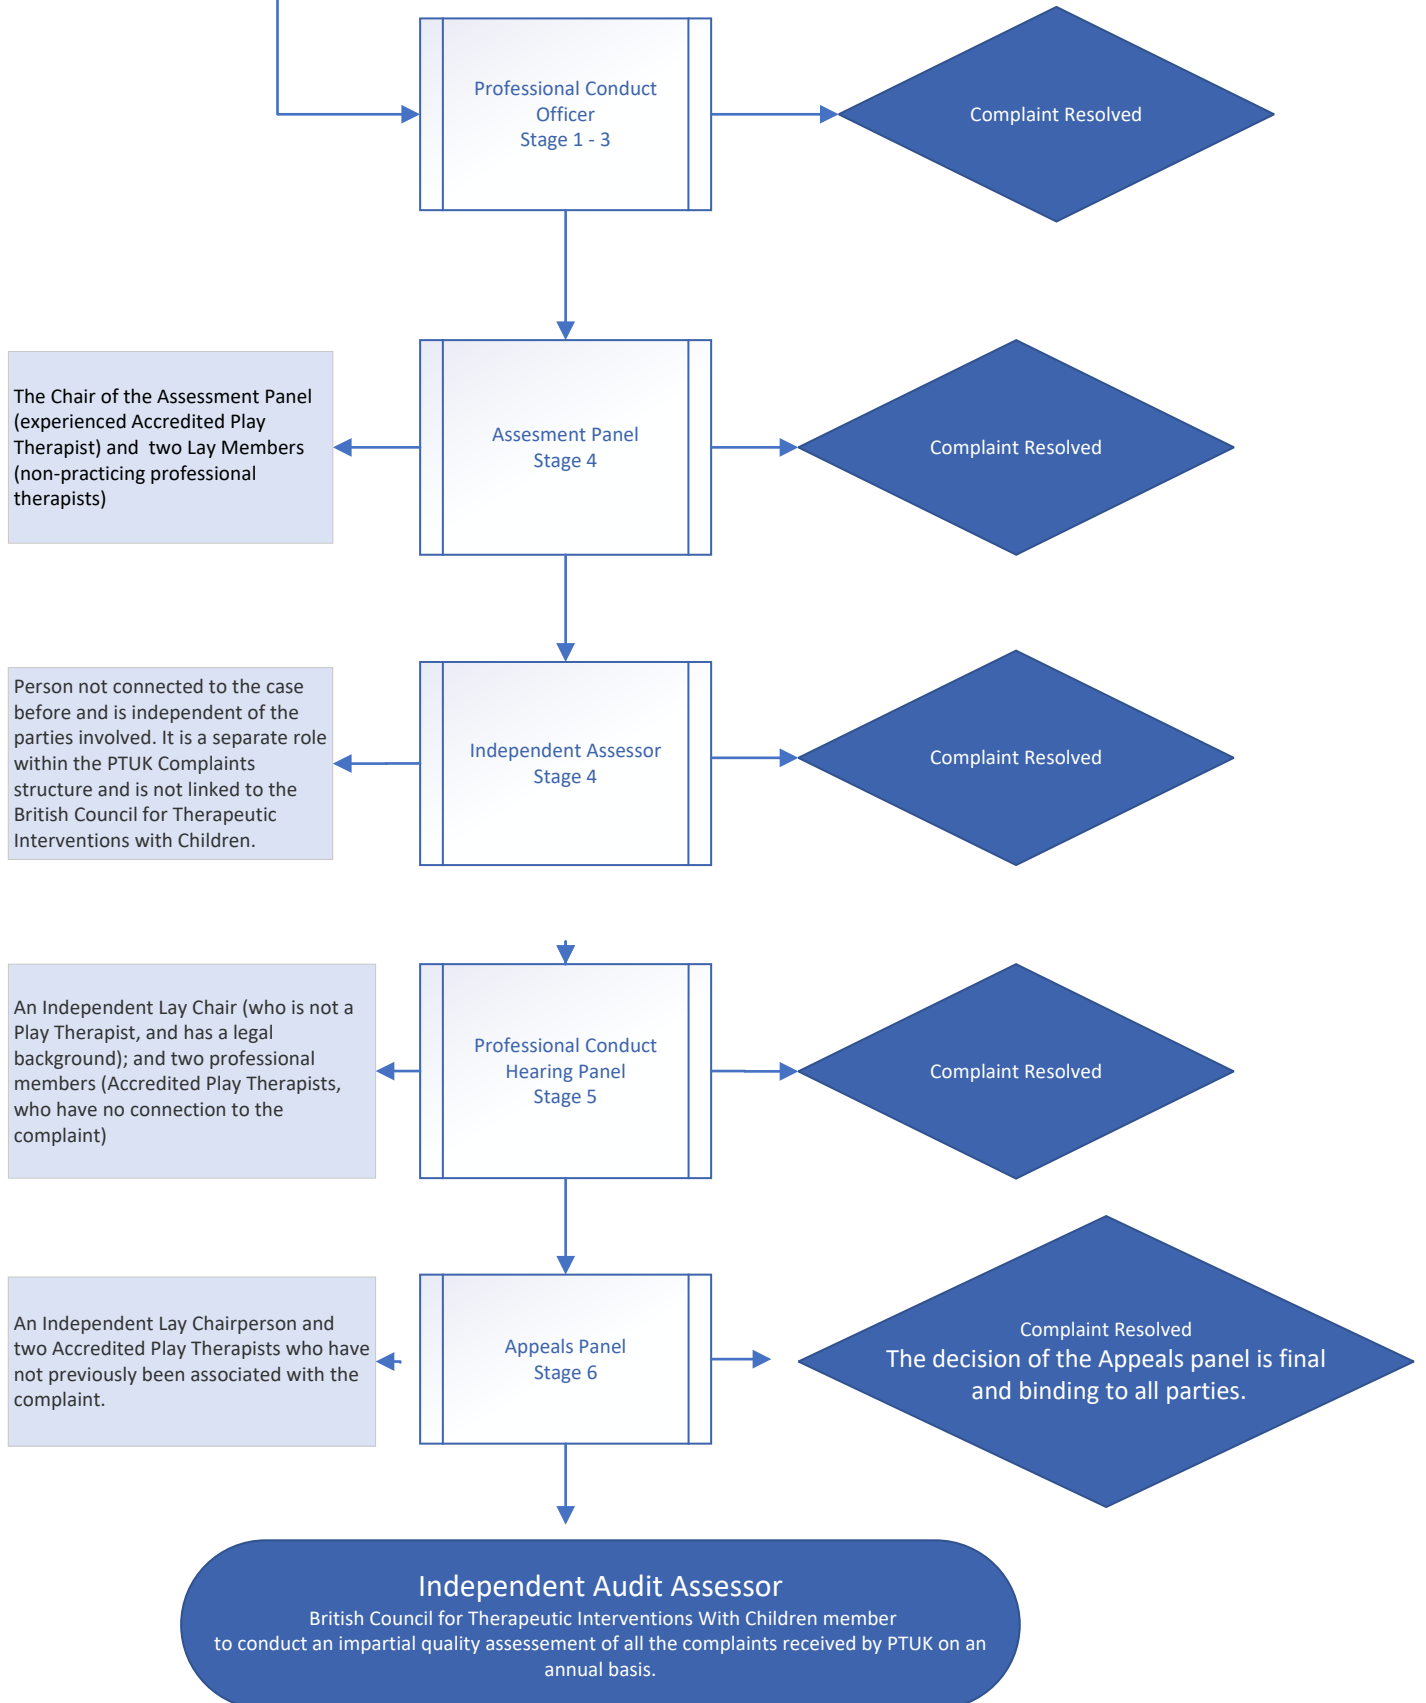 Professional Conduct
Officer
Stage 1 - 3
Complaint Resolved
The Chair of the Assessment Panel
(experienced Accredited Play
Therapist) and  two Lay Members
(non-practicing professional
therapists)
Assesment Panel
Stage 4
Complaint Resolved
Person not connected to the case
before and is independent of the
parties involved. It is a separate role
within the PTUK Complaints
structure and is not linked to the
British Council for Therapeutic
Interventions with Children.
Independent Assessor
Stage 4
Complaint Resolved
An Independent Lay Chair (who is not a
Play Therapist, and has a legal
background); and two professional
members (Accredited Play Therapists,
who have no connection to the
complaint)
Professional Conduct
Hearing Panel
Stage 5
Complaint Resolved
An Independent Lay Chairperson and
two Accredited Play Therapists who have
not previously been associated with the
complaint.
Appeals Panel
Stage 6
Complaint Resolved
The decision of the Appeals panel is final
and binding to all parties.
Independent Audit Assessor
British Council for Therapeutic Interventions With Children member
to conduct an impartial quality assessement of all the complaints received by PTUK on an
annual basis.